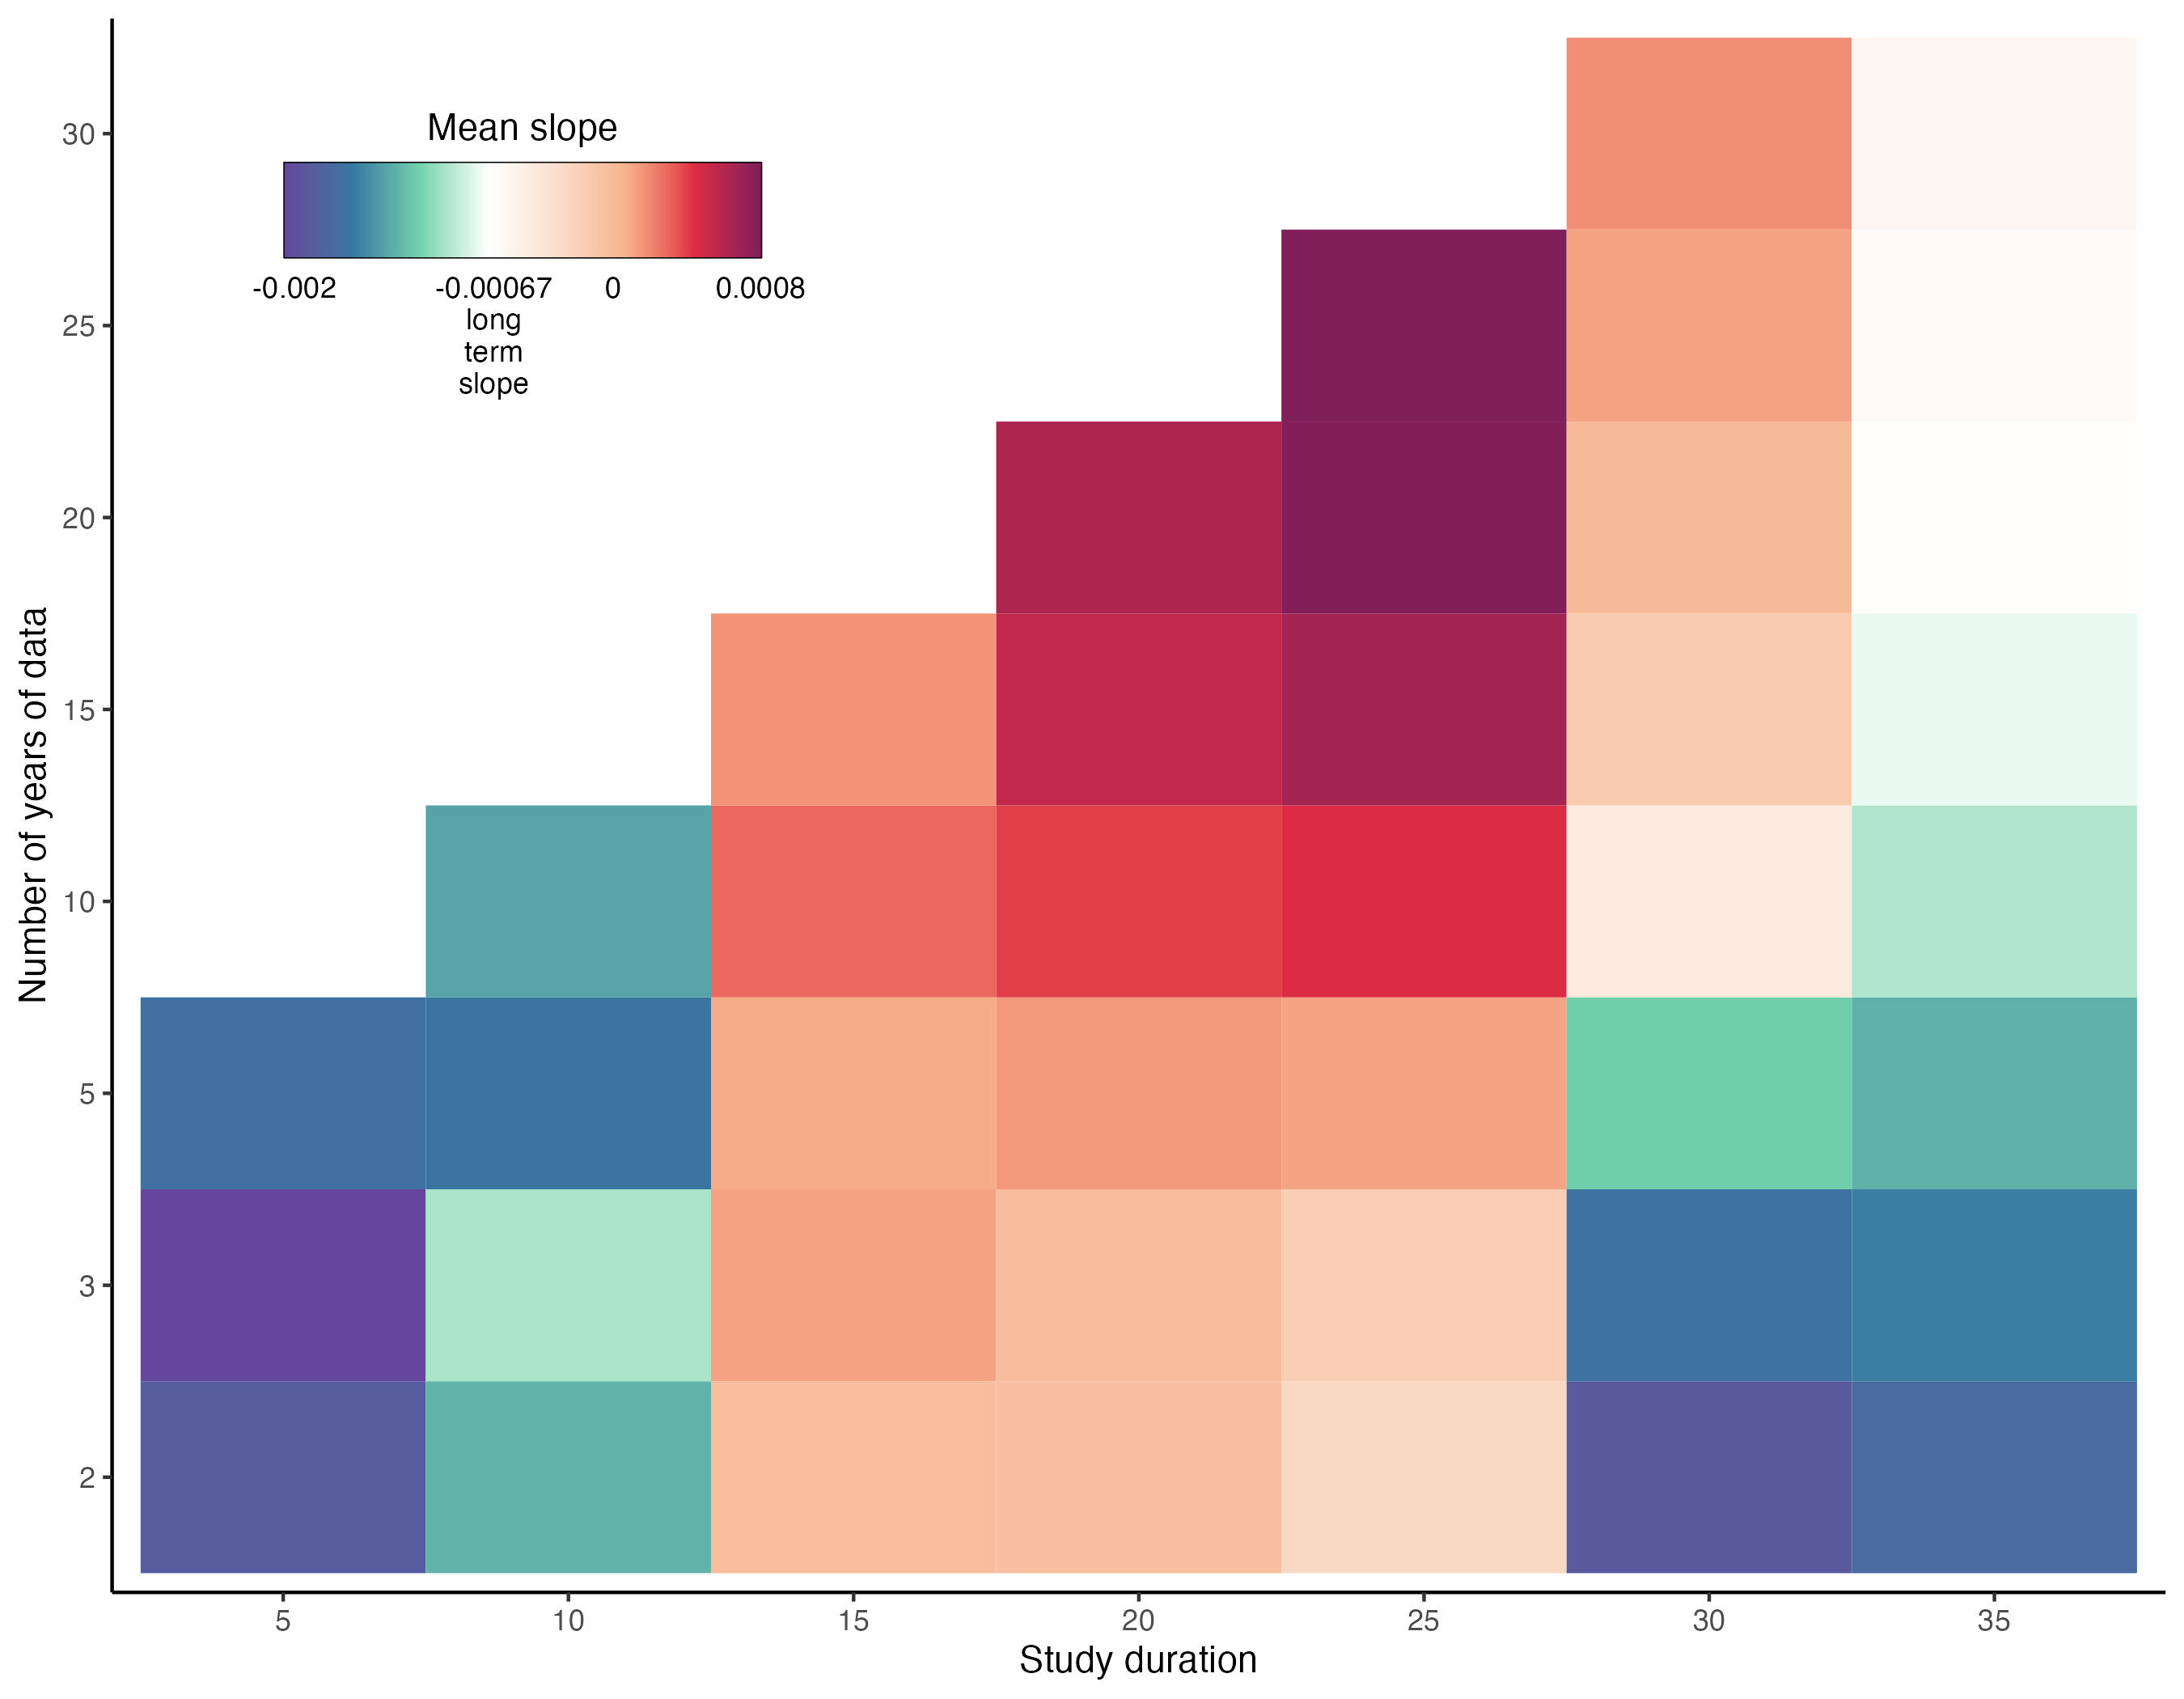 Mean slope
-0.002 -0.00067 0 0.0008
long
term
slope
Number of years of data
30
25
20
15
10
5
3
2
5 10 15 20 25 30 35
Study duration